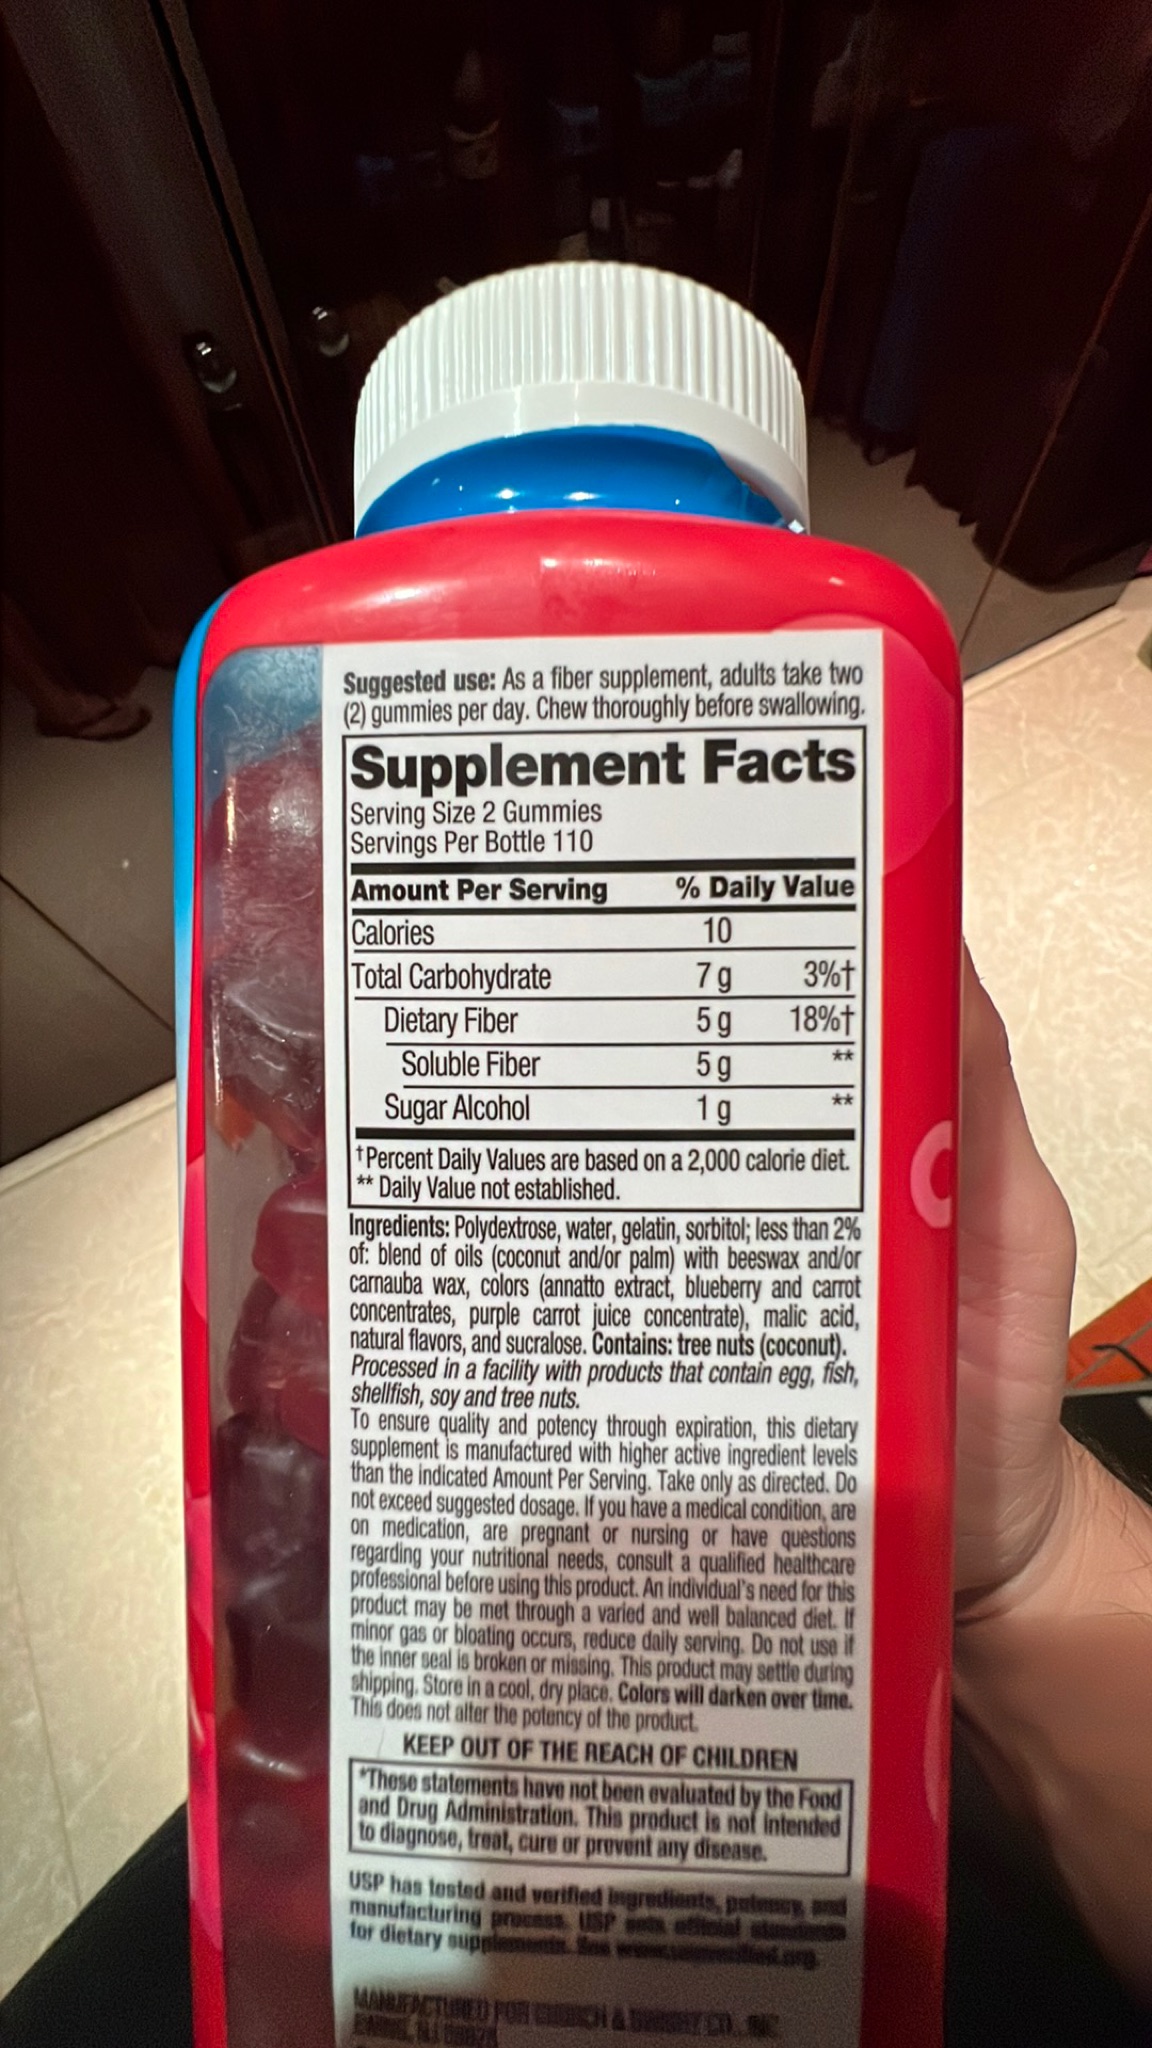 Suggested use: As a fiber supplement, adults take two
(2) gummies per day. Chew thoroughly before swallowing.
Supplement Facts
Serving Size 2 Gummies
Servings Per Bottle 110
Amount Per Serving % Daily Value
Calories 10
Total Carbohydrate 7 g 3%†
Dietary Fiber 5 g 18%†
Soluble Fiber 5 g **
Sugar Alcohol 1 g **
†Percent Daily Values are based on a 2,000 calorie diet.
** Daily Value not established.
Ingredients: Polydextrose, water, gelatin, sorbitol; less than 2%
of: blend of oils (coconut and/or palm) with beeswax and/or
carnauba wax, colors (annatto extract, blueberry and carrot
concentrates, purple carrot juice concentrate), malic acid,
natural flavors, and sucralose. Contains: tree nuts (coconut).
Processed in a facility with products that contain egg, fish,
shellfish, soy and tree nuts.
To ensure quality and potency through expiration, this dietary
supplement is manufactured with higher active ingredient levels
than the indicated Amount Per Serving. Take only as directed. Do
not exceed suggested dosage. If you have a medical condition, are
on medication, are pregnant or nursing or have questions
regarding your nutritional needs, consult a qualified healthcare
professional before using this product. An individual's need for this
product may be met through a varied and well balanced diet. If
minor gas or bloating occurs, reduce daily serving. Do not use if
the inner seal is broken or missing. This product may settle during
shipping. Store in a cool, dry place. Colors will darken over time.
This does not alter the potency of the product.
KEEP OUT OF THE REACH OF CHILDREN
*These statements have not been evaluated by the Food
and Drug Administration. This product is not intended
to diagnose, treat, cure or prevent any disease.
USP has tested and verified ingredients, potency, and
manufacturing process. USP sets official standards
for dietary supplements.
MANUFACTURED FOR CHURCH & DWIGHT CO., INC.
C